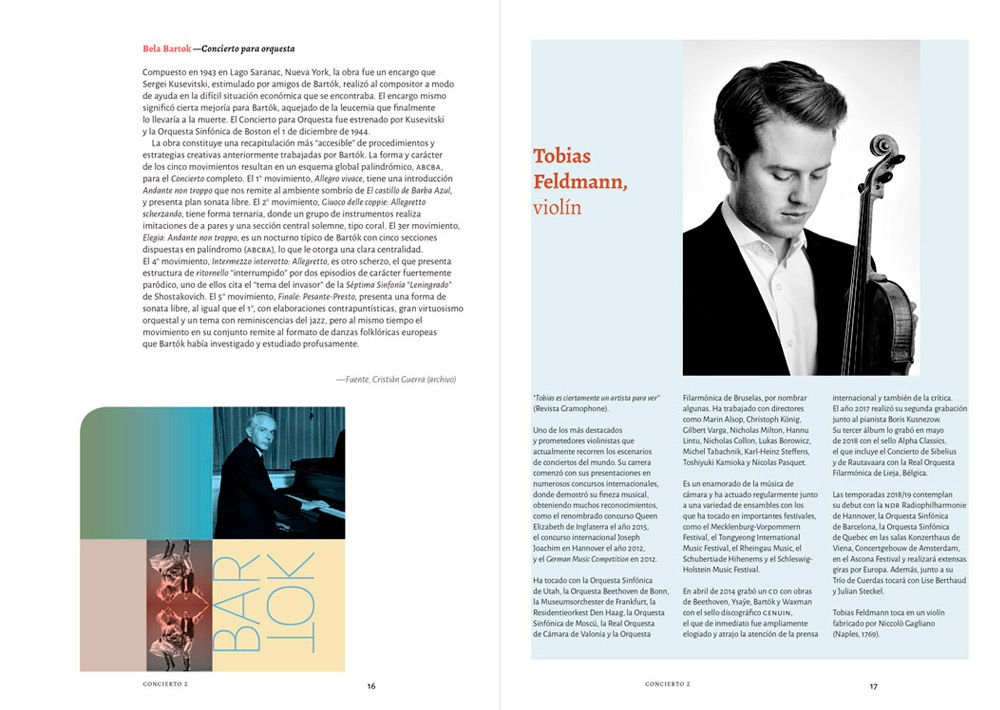 Bela Bartok —Concierto para orquesta
Compuesto en 1943 en Lago Saranac, Nueva York, la obra fue un encargo que
Sergei Kusevitski, estimulado por amigos de Bartók, realizó al compositor a modo
de ayuda en la difícil situación económica que se encontraba. El encargo mismo
significó cierta mejoría para Bartók, aquejado de la leucemia que finalmente
lo llevaría a la muerte. El Concierto para Orquesta fue estrenado por Kusevitski
y la Orquesta Sinfónica de Boston el 1 de diciembre de 1944.
La obra constituye una recapitulación más “accesible” de procedimientos y
estrategias creativas anteriormente trabajadas por Bartók. La forma y carácter
de los cinco movimientos resultan en un esquema global palindrómico, ABCBA,
para el Concierto completo. El 1° movimiento, Allegro vivace, tiene una introducción
Andante non troppo que nos remite al ambiente sombrío de El castillo de Barba Azul,
y presenta plan sonata libre. El 2° movimiento, Giuoco delle coppie: Allegretto
scherzando, tiene forma ternaria, donde un grupo de instrumentos realiza
imitaciones de a pares y una sección central solemne, tipo coral. El 3er movimiento,
Elegia: Andante non troppo, es un nocturno típico de Bartók con cinco secciones
dispuestas en palíndromo (ABCBA), lo que le otorga una clara centralidad.
El 4° movimiento, Intermezzo interrotto: Allegretto, es otro scherzo, el que presenta
estructura de ritornello “interrumpido” por dos episodios de carácter fuertemente
paródico, uno de ellos cita el “tema del invasor” de la Séptima Sinfonía “Leningrado”
de Shostakovich. El 5° movimiento, Finale: Pesante-Presto, presenta una forma de
sonata libre, al igual que el 1°, con elaboraciones contrapuntísticas, gran virtuosismo
orquestal y un tema con reminiscencias del jazz, pero al mismo tiempo el
movimiento en su conjunto remite al formato de danzas folklóricas europeas
que Bartók había investigado y estudiado profusamente.
—Fuente, Cristián Guerra (archivo)
BAR
TOK
CONCIERTO 2
16
Tobias
Feldmann,
violín
“Tobias es ciertamente un artista para ver”
(Revista Gramophone).
Uno de los más destacados
y prometedores violinistas que
actualmente recorren los escenarios
de conciertos del mundo. Su carrera
comenzó con sus presentaciones en
numerosos concursos internacionales,
donde demostró su fineza musical,
obteniendo muchos reconocimientos,
como el renombrado concurso Queen
Elizabeth de Inglaterra el año 2015,
el concurso internacional Joseph
Joachim en Hannover el año 2012,
y el German Music Competition en 2012.
Ha tocado con la Orquesta Sinfónica
de Utah, la Orquesta Beethoven de Bonn,
la Museumsorchester de Frankfurt, la
Residentieorkest Den Haag, la Orquesta
Sinfónica de Moscú, la Real Orquesta
de Cámara de Valonia y la Orquesta
Filarmónica de Bruselas, por nombrar
algunas. Ha trabajado con directores
como Marin Alsop, Christoph König,
Gilbert Varga, Nicholas Milton, Hannu
Lintu, Nicholas Collon, Lukas Borowicz,
Michel Tabachnik, Karl-Heinz Steffens,
Toshiyuki Kamioka y Nicolas Pasquet.
Es un enamorado de la música de
cámara y ha actuado regularmente junto
a una variedad de ensambles con los
que ha tocado en importantes festivales,
como el Mecklenburg-Vorpommern
Festival, el Tongyeong International
Music Festival, el Rheingau Music, el
Schubertiade Hihenems y el Schleswig-
Holstein Music Festival.
En abril de 2014 grabó un CD con obras
de Beethoven, Ysaÿe, Bartók y Waxman
con el sello discográfico GENUIN,
el que de inmediato fue ampliamente
elogiado y atrajo la atención de la prensa
internacional y también de la crítica.
El año 2017 realizó su segunda grabación
junto al pianista Boris Kusnezow.
Su tercer álbum lo grabó en mayo
de 2018 con el sello Alpha Classics,
el que incluye el Concierto de Sibelius
y de Rautavaara con la Real Orquesta
Filarmónica de Lieja, Bélgica.
Las temporadas 2018/19 contemplan
su debut con la NDR Radiophilharmonie
de Hannover, la Orquesta Sinfónica
de Barcelona, la Orquesta Sinfónica
de Quebec en las salas Konzerthaus de
Viena, Concertgebouw de Amsterdam,
en el Ascona Festival y realizará extensas
giras por Europa. Además, junto a su
Trío de Cuerdas tocará con Lise Berthaud
y Julian Steckel.
Tobias Feldmann toca en un violín
fabricado por Niccolò Gagliano
(Naples, 1769).
CONCIERTO 2
17